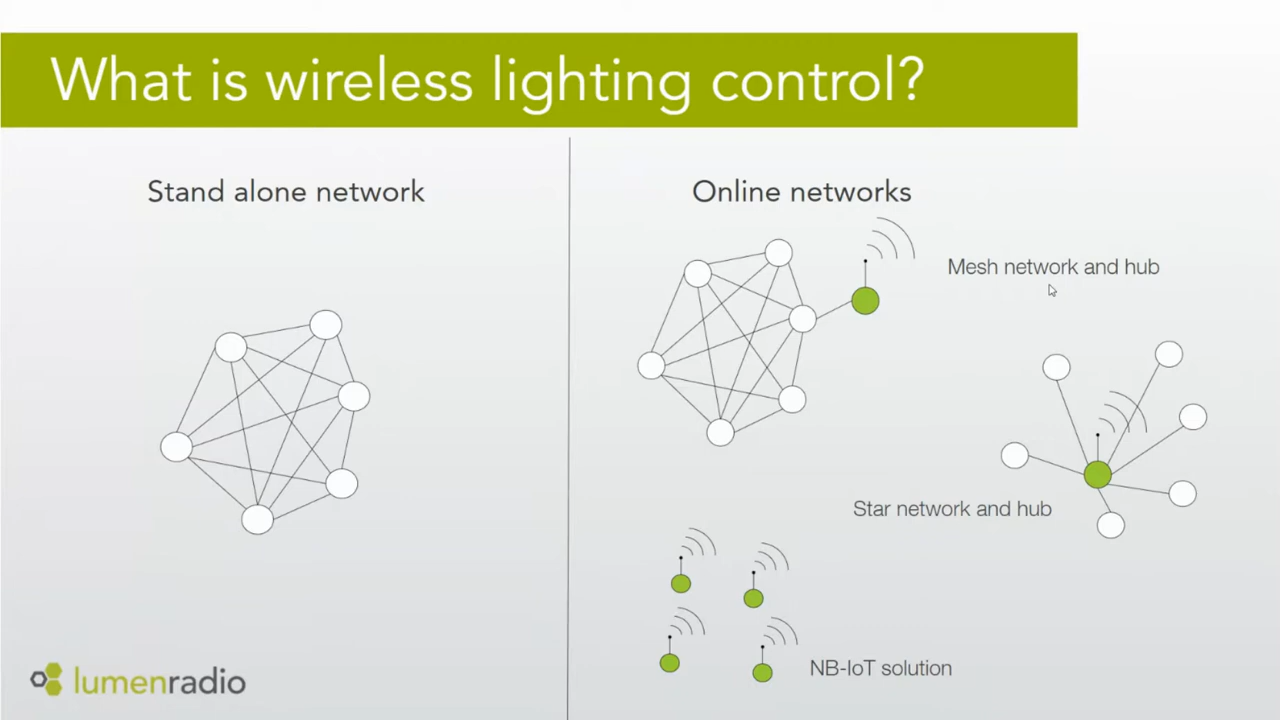 What is wireless lighting control?
Stand alone network
Online networks
Mesh network and hub
Star network and hub
NB-IoT solution
lumenradio